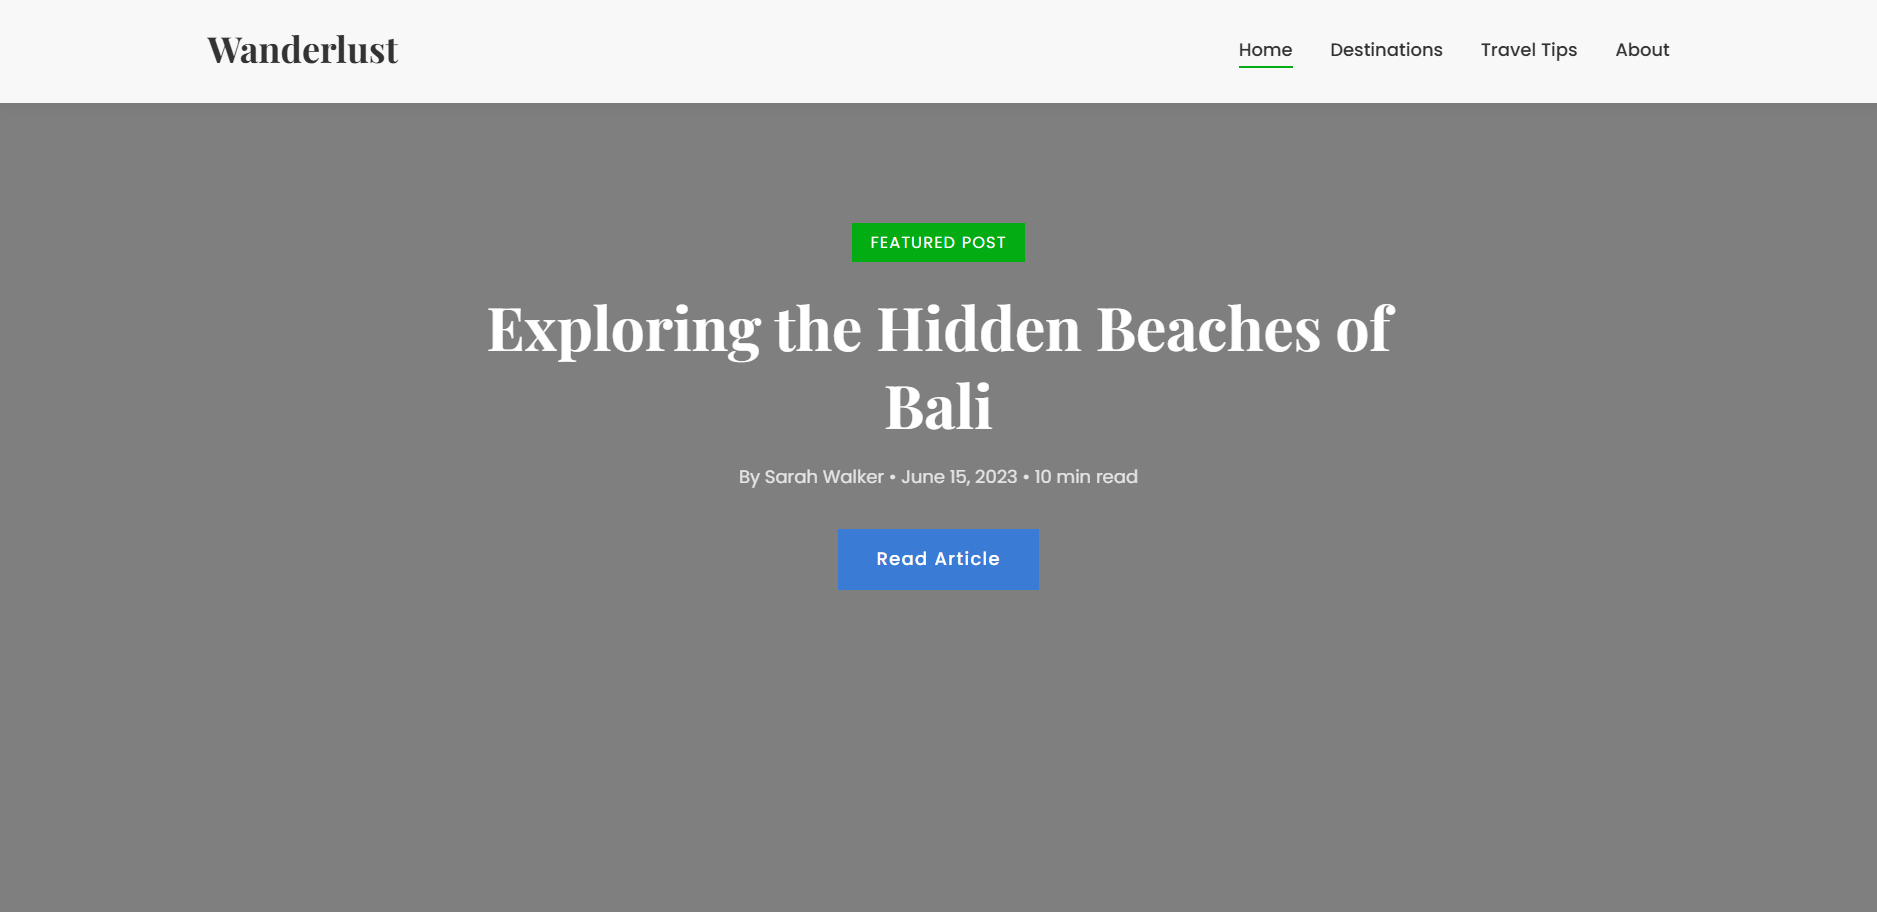 Wanderlust
Home Destinations Travel Tips About
FEATURED POST
Exploring the Hidden Beaches of
Bali
By Sarah Walker • June 15, 2023 • 10 min read
Read Article